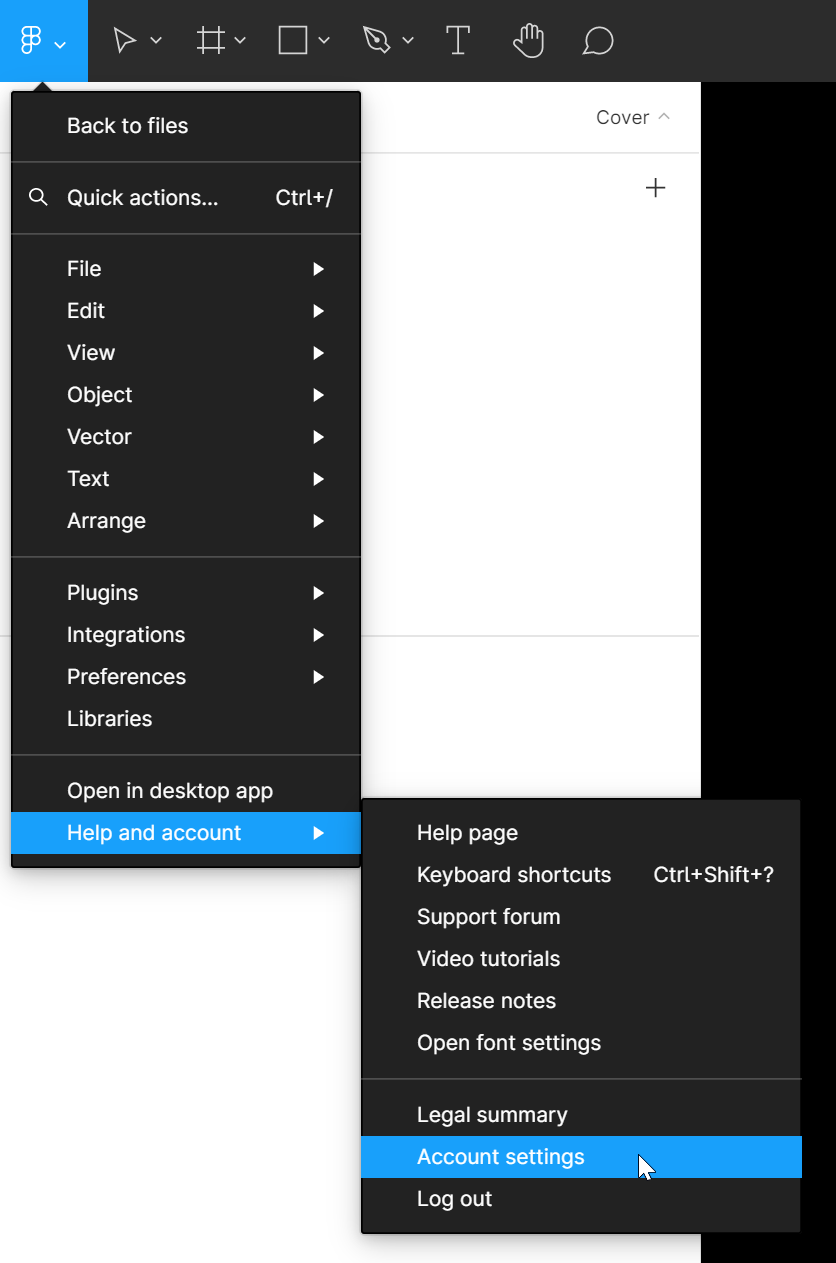 Cover
Back to files
Quick actions... Ctrl+/
File
Edit
View
Object
Vector
Text
Arrange
Plugins
Integrations
Preferences
Libraries
Open in desktop app
Help and account
Help page
Keyboard shortcuts Ctrl+Shift+?
Support forum
Video tutorials
Release notes
Open font settings
Legal summary
Account settings
Log out